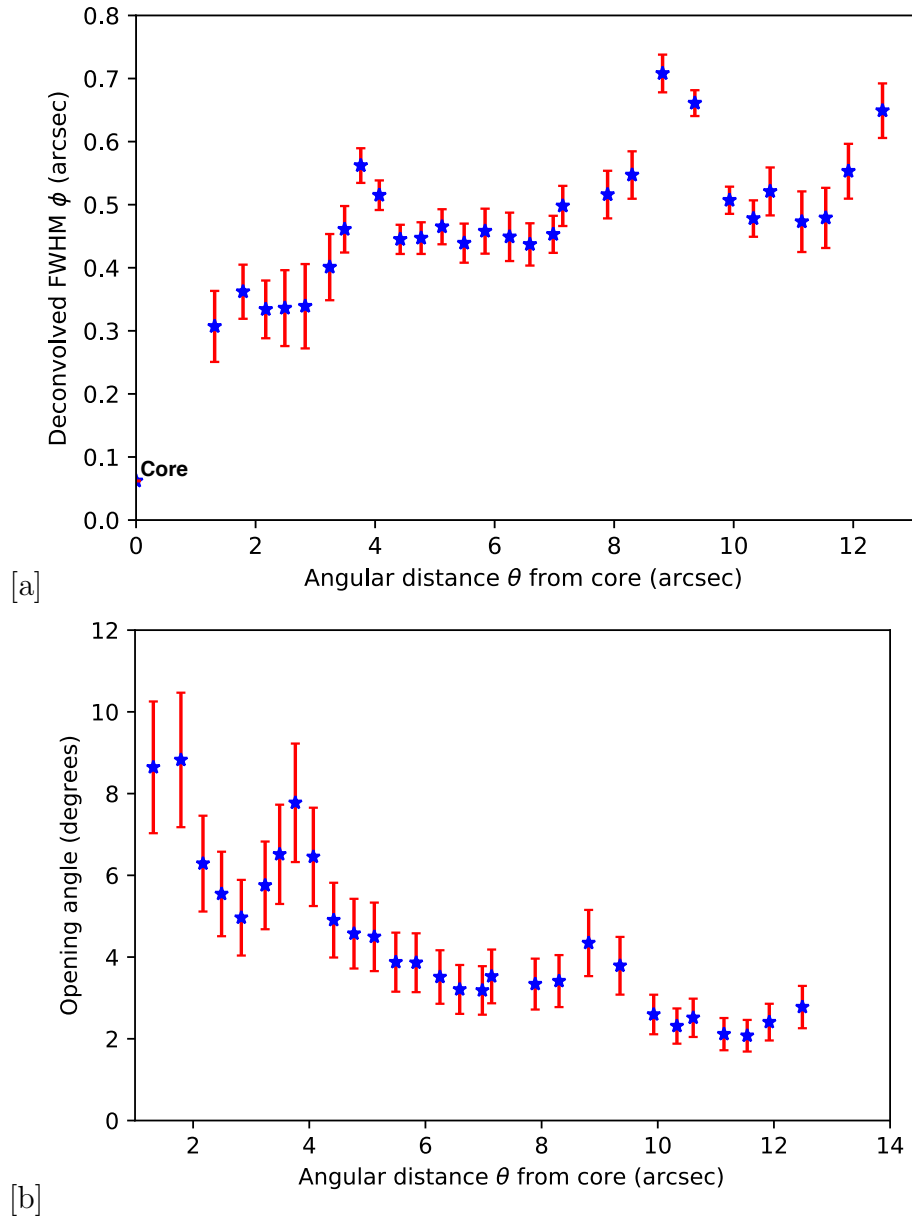 0.8
0.7
0.6
0.5
0.4
0.3
0.2
0.1
0.0
Deconvolved FWHM ϕ (arcsec)
Core
0 2 4 6 8 10 12
Angular distance θ from core (arcsec)
[a]
12
10
8
6
4
2
0
Opening angle (degrees)
2 4 6 8 10 12 14
Angular distance θ from core (arcsec)
[b]